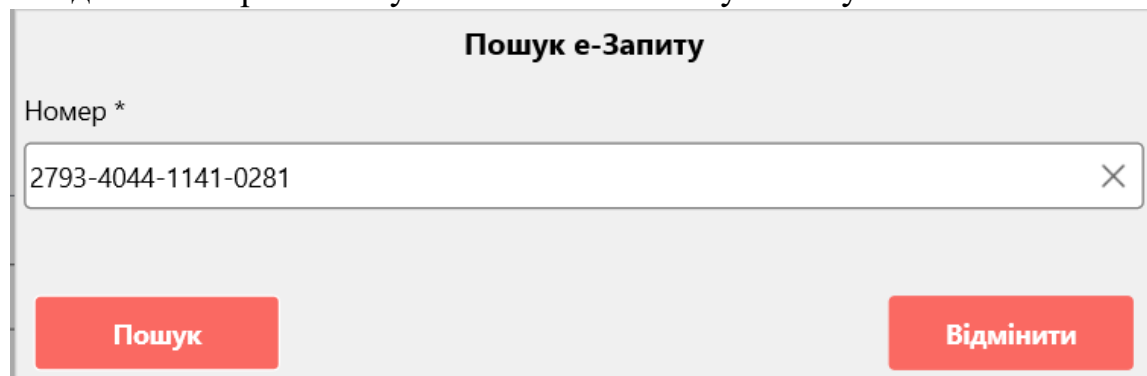 Пошук е-Запиту
Номер *
2793-4044-1141-0281
Пошук
Відмінити